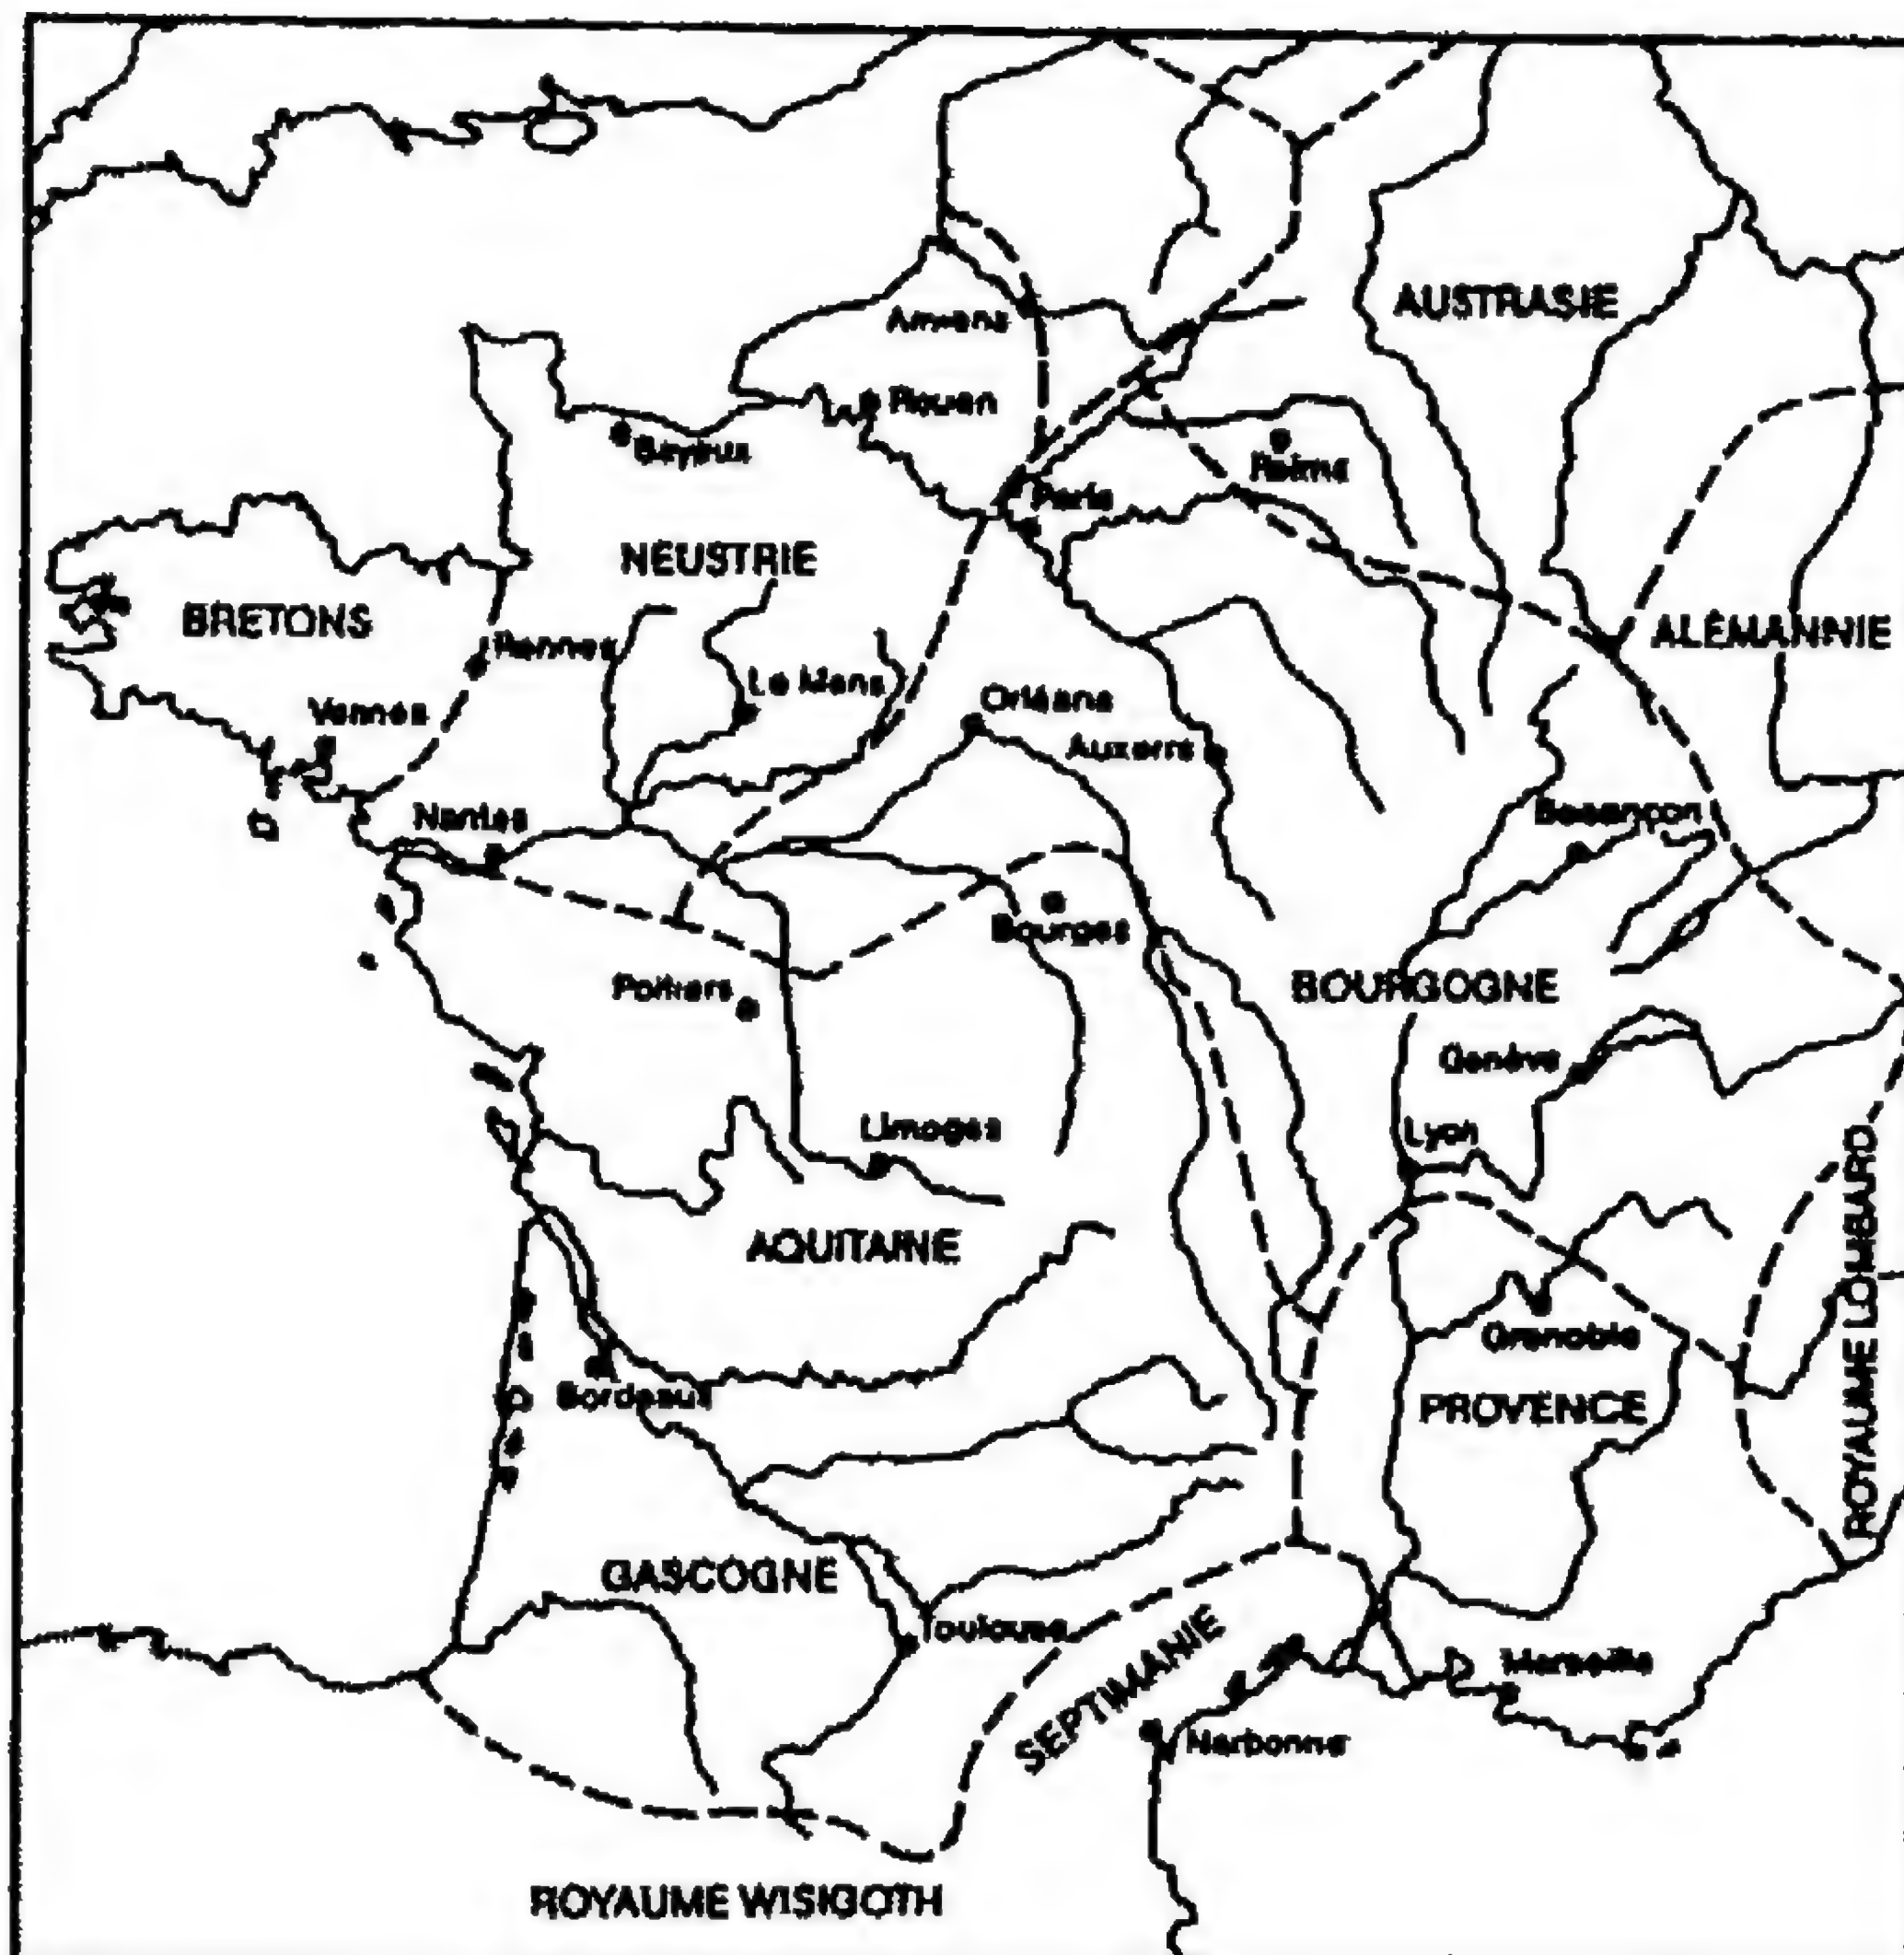 AUSTRASIE
Amiens
Rouen
Bayeux
Reims
Paris
NEUSTRIE
BRETONS
Rennes
ALÉMANNIE
Le Mans
Vannes
Orléans
Auxerre
Nantes
Besançon
Bourges
Poitiers
BOURGOGNE
Genève
Limoges
Lyon
ROYAUME LOMBARD
AQUITAINE
Grenoble
Bordeaux
PROVENCE
GASCOGNE
Toulouse
SEPTIMANIE
Marseille
Narbonne
ROYAUME WISIGOTH